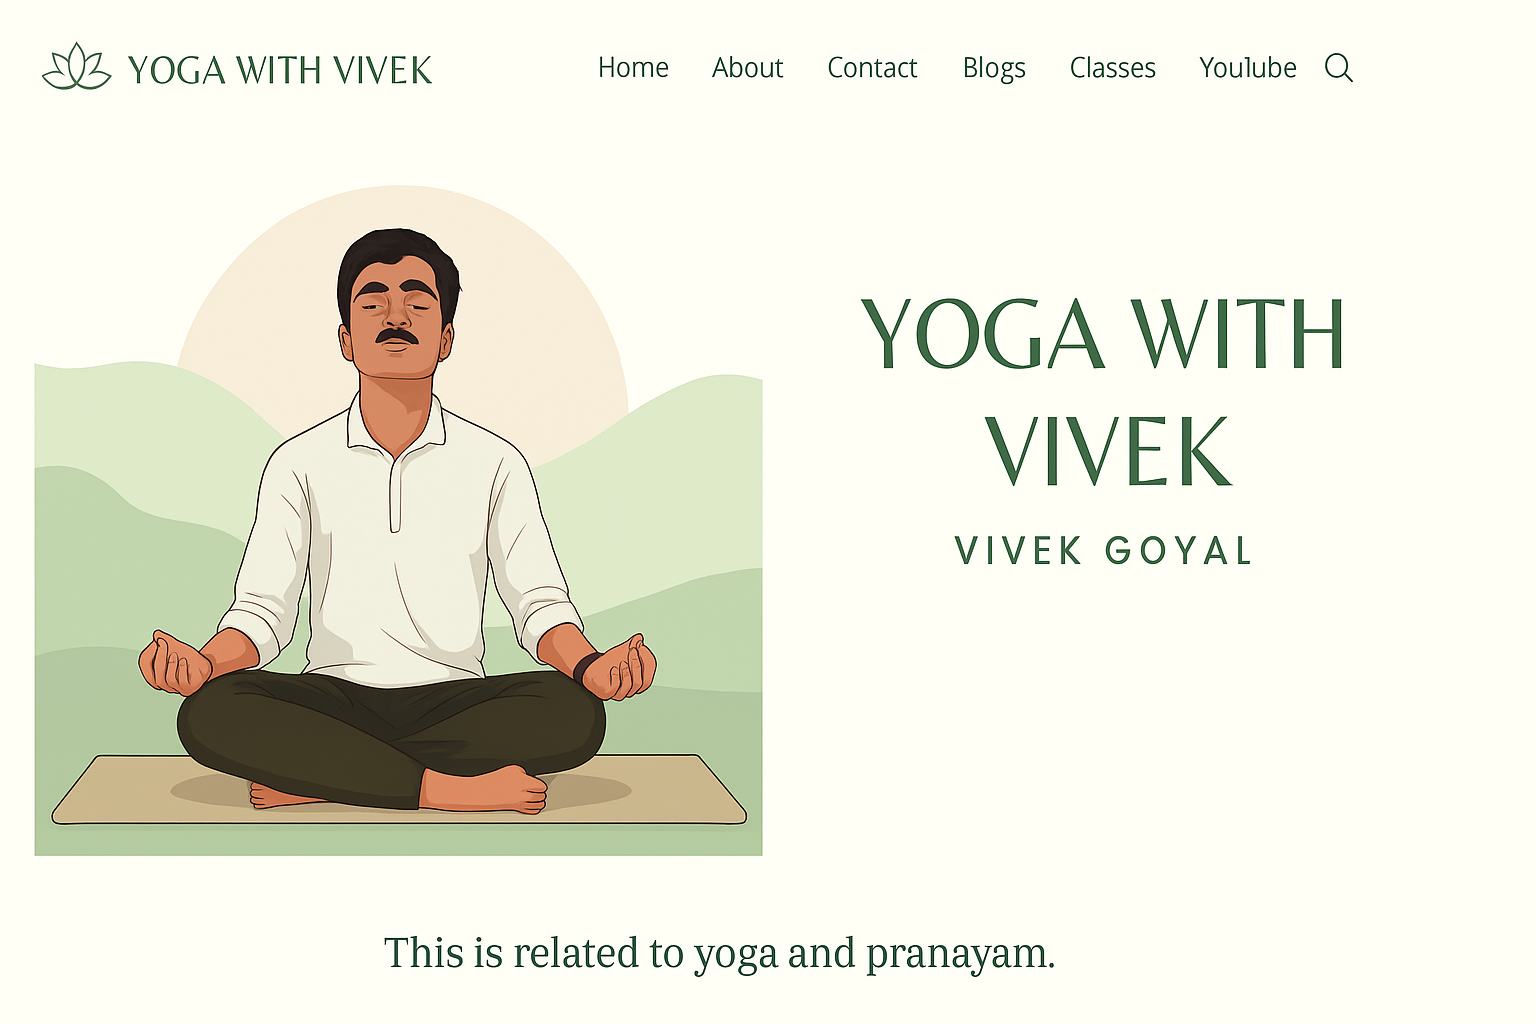 YOGA WITH VIVEK
Home About Contact Blogs Classes You1ube
YOGA WITH
VIVEK
VIVEK GOYAL
This is related to yoga and pranayam.